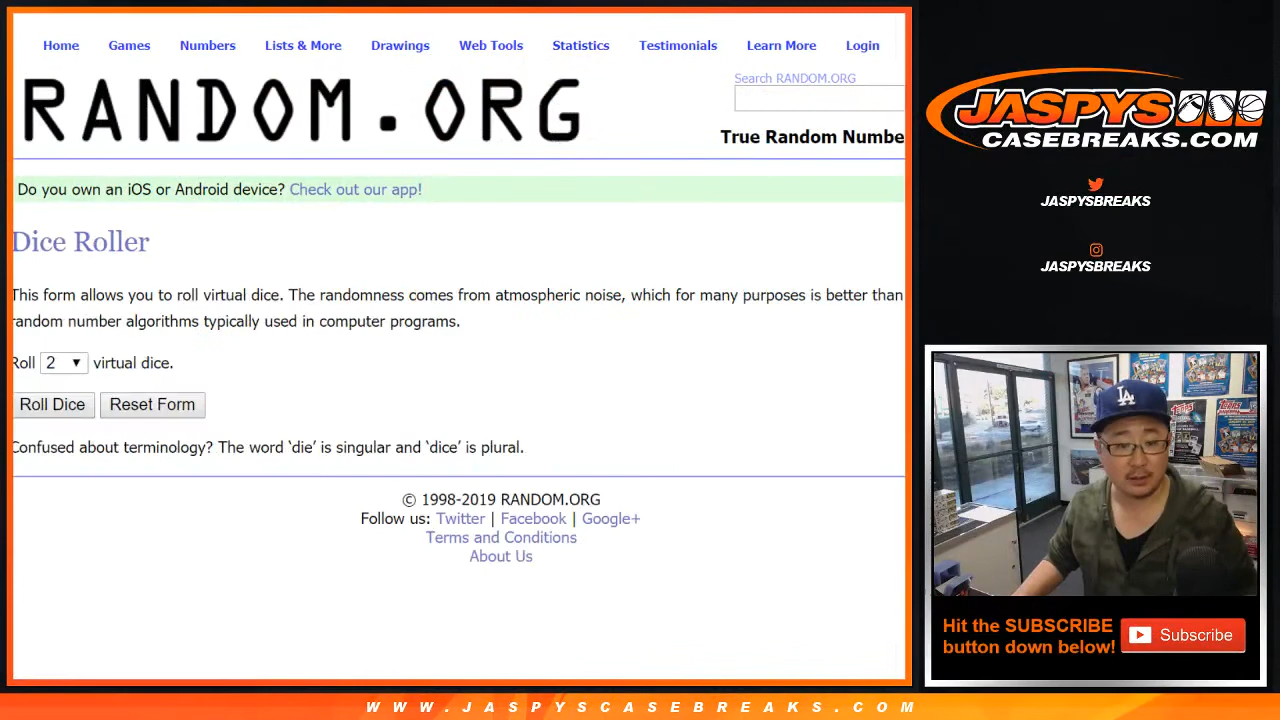 Home Games Numbers Lists & More Drawings Web Tools Statistics Testimonials Learn More Login
RANDOM.ORG
Search RANDOM.ORG
True Random Numbe
Do you own an iOS or Android device? Check out our app!
Dice Roller
This form allows you to roll virtual dice. The randomness comes from atmospheric noise, which for many purposes is better than
random number algorithms typically used in computer programs.
Roll 2 virtual dice.
Roll Dice Reset Form
Confused about terminology? The word ‘die’ is singular and ‘dice’ is plural.
© 1998-2019 RANDOM.ORG
Follow us: Twitter | Facebook | Google+
Terms and Conditions
About Us
JASPYS
CASEBREAKS.COM
JASPYSBREAKS
JASPYSBREAKS
TOPPS
LA
Hit the SUBSCRIBE
button down below!
Subscribe
WWW.JASPYSCASEBREAKS.COM